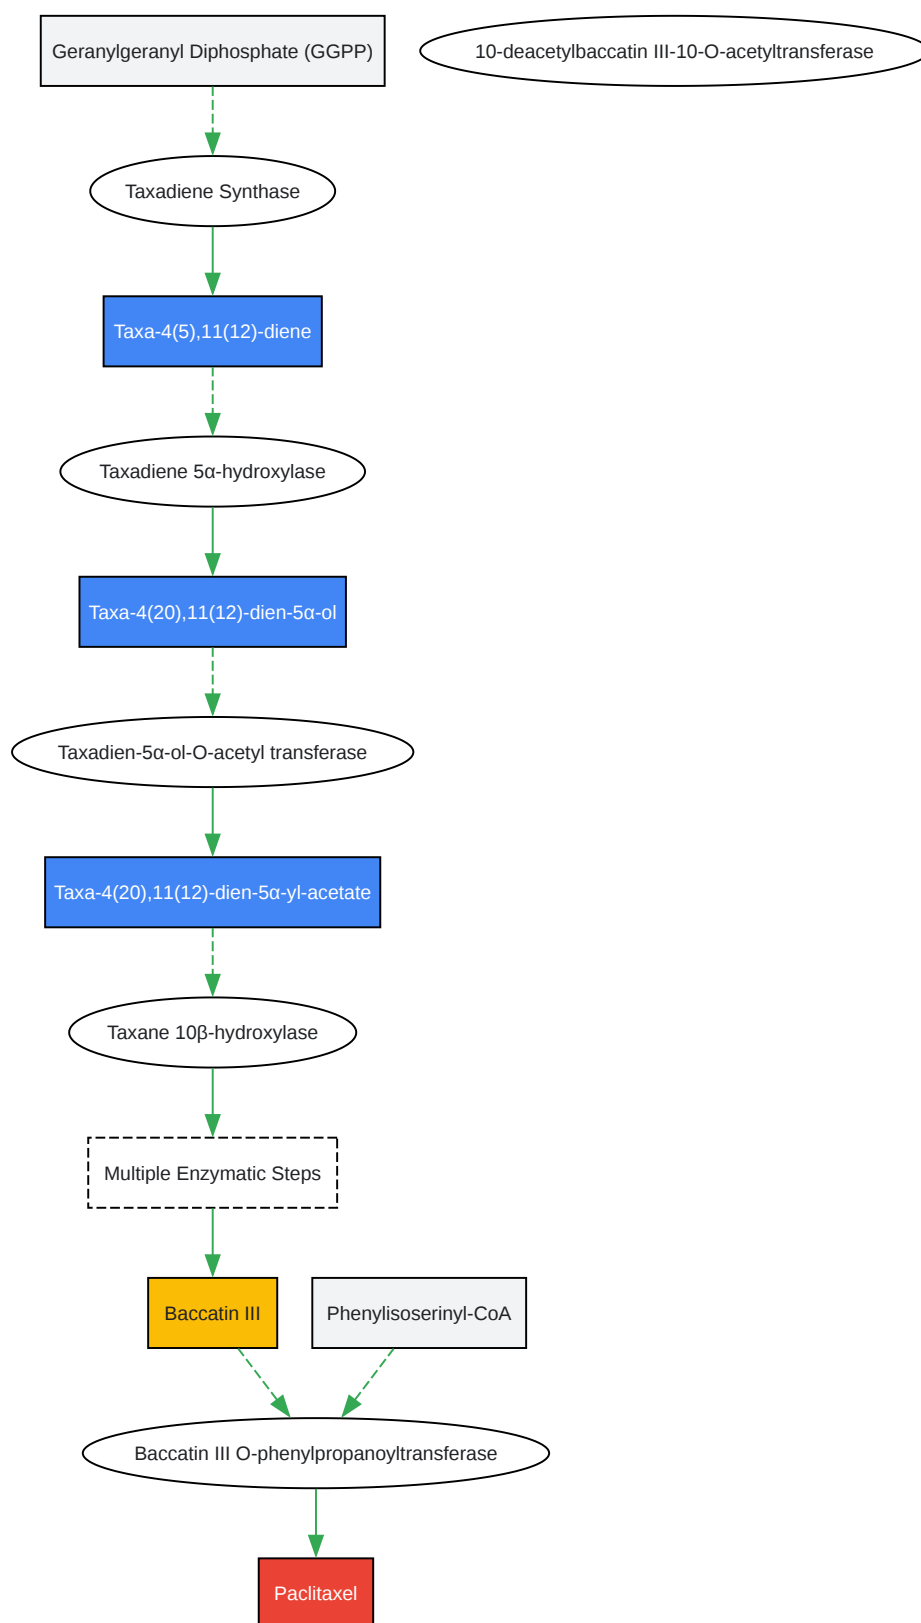 Geranylgeranyl Diphosphate (GGPP)
10-deacetylbaccatin III-10-O-acetyltransferase
Taxadiene Synthase
Taxa-4(5),11(12)-diene
Taxadiene 5α-hydroxylase
Taxa-4(20),11(12)-dien-5α-ol
Taxadien-5α-ol-O-acetyl transferase
Taxa-4(20),11(12)-dien-5α-yl-acetate
Taxane 10β-hydroxylase
Multiple Enzymatic Steps
Baccatin III
Phenylisoserinyl-CoA
Baccatin III O-phenylpropanoyltransferase
Paclitaxel